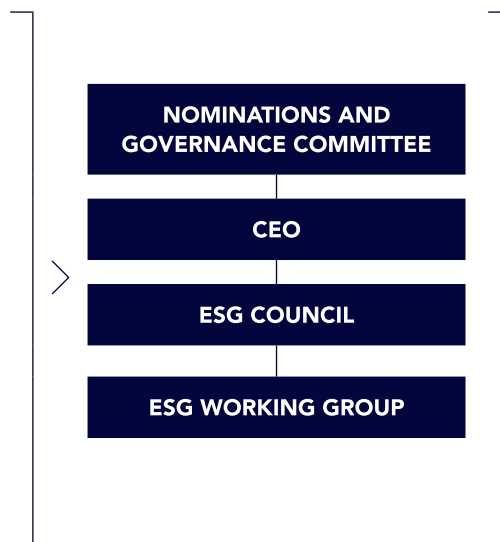 NOMINATIONS AND
GOVERNANCE COMMITTEE
CEO
ESG COUNCIL
ESG WORKING GROUP